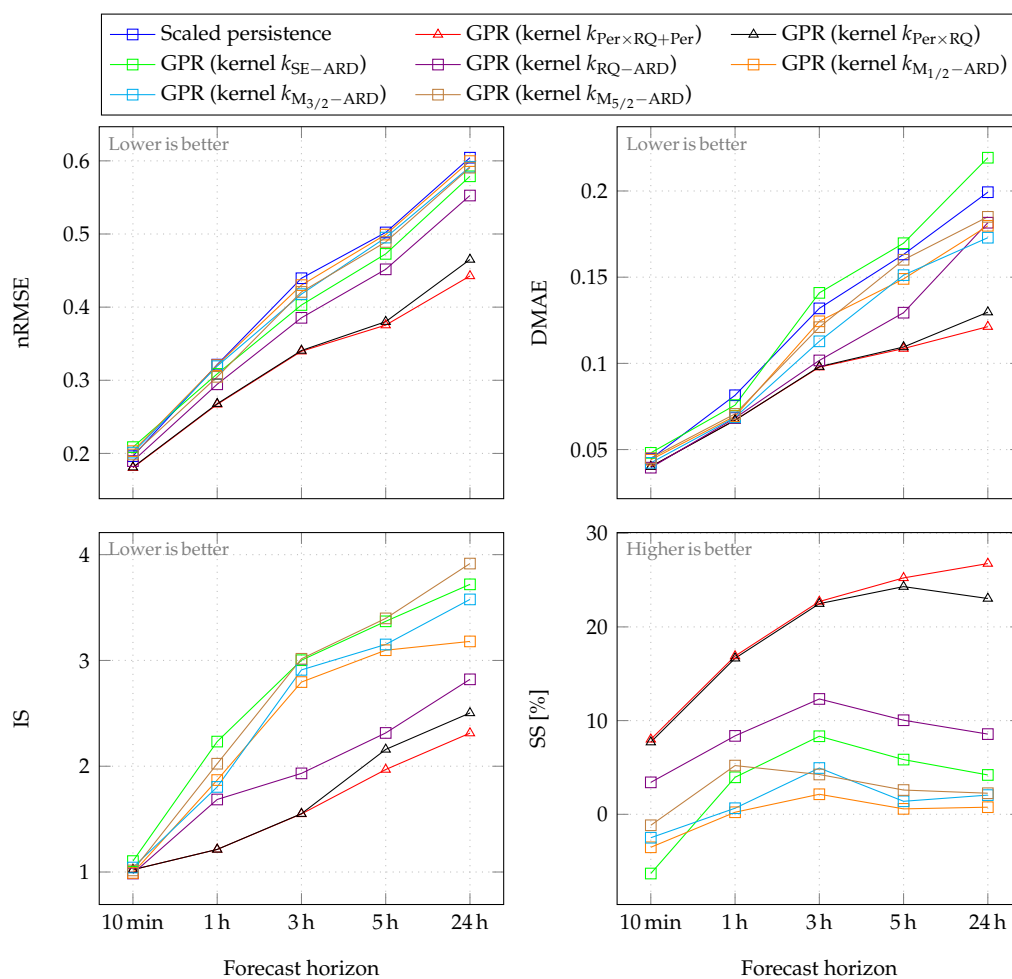 Scaled persistence GPR (kernel k_Per×RQ+Per) GPR (kernel k_Per×RQ)
GPR (kernel k_SE−ARD) GPR (kernel k_RQ−ARD) GPR (kernel k_M1/2−ARD)
GPR (kernel k_M3/2−ARD) GPR (kernel k_M5/2−ARD)
Lower is better
0.6
0.5
0.4
0.3
0.2
nRMSE
Lower is better
0.2
0.15
0.1
0.05
DMAE
Lower is better
4
3
2
1
IS
10 min 1 h 3 h 5 h 24 h
Forecast horizon
Higher is better
30
20
10
0
SS [%]
10 min 1 h 3 h 5 h 24 h
Forecast horizon